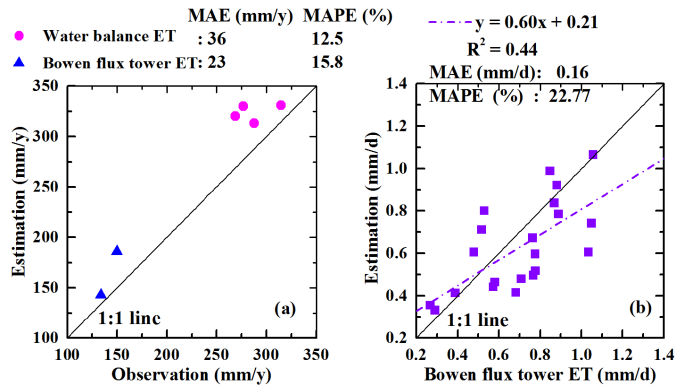 MAE (mm/y) MAPE (%)
Water balance ET : 36 12.5
Bowen flux tower ET: 23 15.8
350
300
250
200
150
100
Estimation (mm/y)
(a)
1:1 line
100 150 200 250 300 350
Observation (mm/y)
y = 0.60x + 0.21
R² = 0.44
MAE (mm/d): 0.16
MAPE (%) : 22.77
1.4
1.2
1.0
0.8
0.6
0.4
0.2
Estimation (mm/d)
(b)
1:1 line
0.2 0.4 0.6 0.8 1.0 1.2 1.4
Bowen flux tower ET (mm/d)